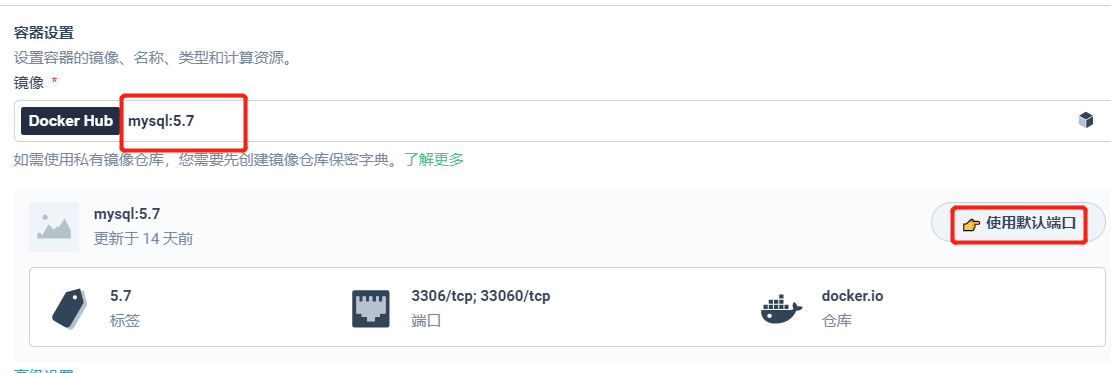 容器设置
设置容器的镜像、名称、类型和计算资源。
镜像 *
Docker Hub mysql:5.7
如需使用私有镜像仓库，您需要先创建镜像仓库保密字典。了解更多
mysql:5.7
更新于 14 天前
👉 使用默认端口
5.7
标签
3306/tcp; 33060/tcp
端口
docker.io
仓库
高级设置